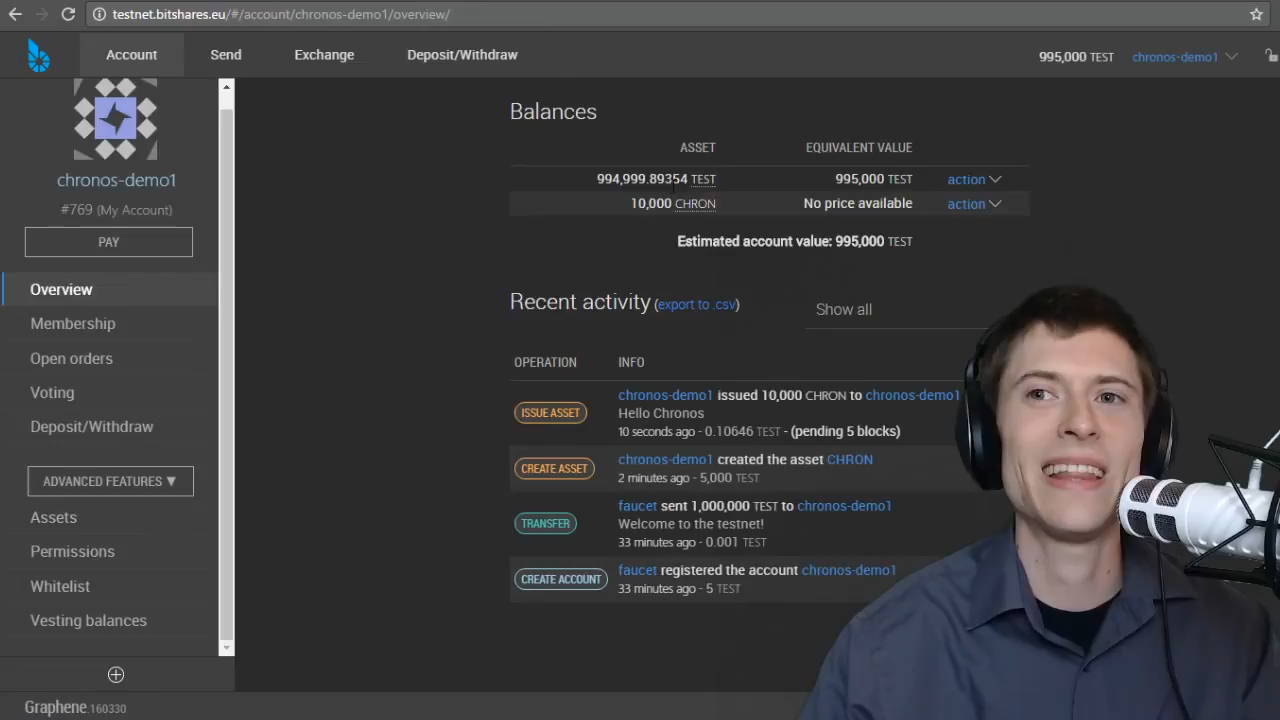 testnet.bitshares.eu/#/account/chronos-demo1/overview/
Account Send Exchange Deposit/Withdraw 995,000 TEST chronos-demo1
chronos-demo1
#769 (My Account)
PAY
Overview
Membership
Open orders
Voting
Deposit/Withdraw
ADVANCED FEATURES ▼
Assets
Permissions
Whitelist
Vesting balances
Graphene.160330
Balances
ASSET EQUIVALENT VALUE
994,999.89354 TEST 995,000 TEST action
10,000 CHRON No price available action
Estimated account value: 995,000 TEST
Recent activity (export to .csv) Show all
OPERATION INFO
ISSUE ASSET chronos-demo1 issued 10,000 CHRON to chronos-demo1
Hello Chronos
10 seconds ago - 0.10646 TEST - (pending 5 blocks)
CREATE ASSET chronos-demo1 created the asset CHRON
2 minutes ago - 5,000 TEST
TRANSFER faucet sent 1,000,000 TEST to chronos-demo1
Welcome to the testnet!
33 minutes ago - 0.001 TEST
CREATE ACCOUNT faucet registered the account chronos-demo1
33 minutes ago - 5 TEST